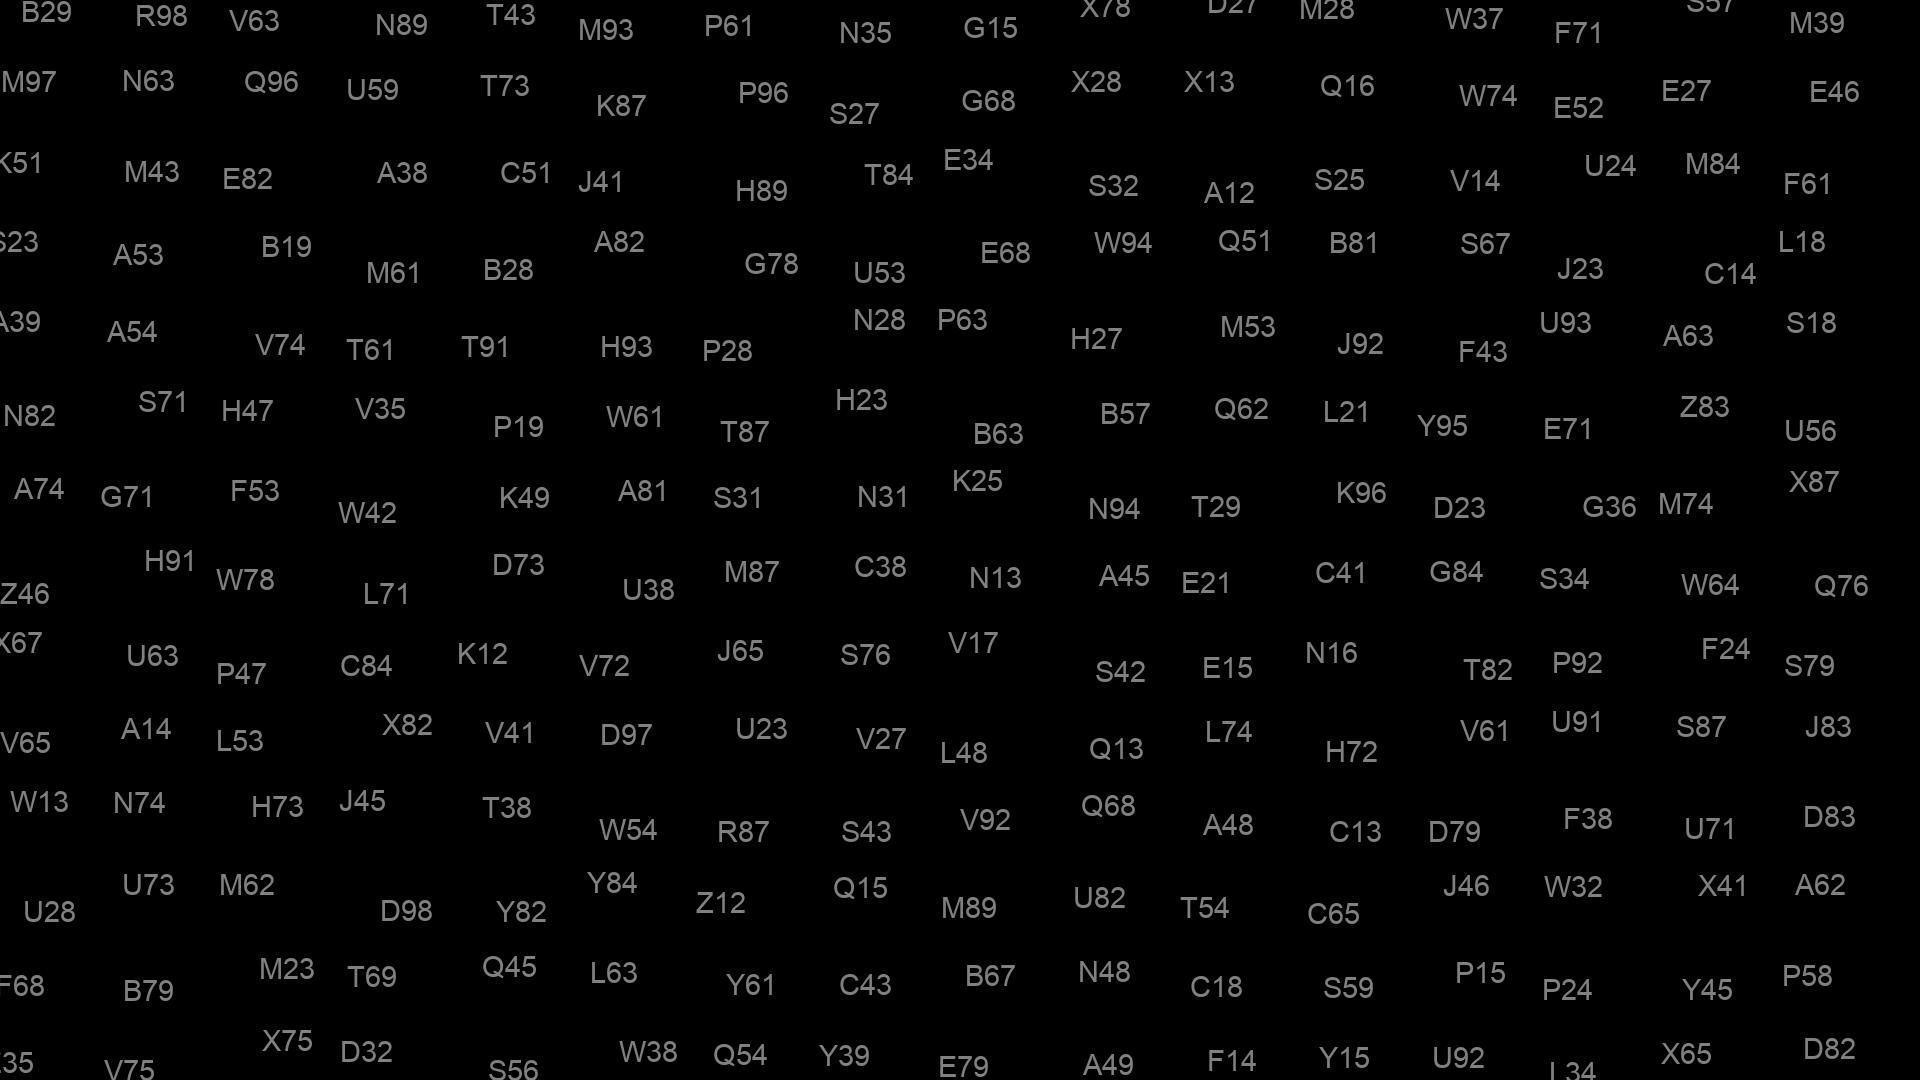 B29 R98 V63 N89 T43 M93 P61 N35 G15 X78 D27 M28 W37 F71 S57 M39
M97 N63 Q96 U59 T73 K87 P96 S27 G68 X28 X13 Q16 W74 E52 E27 E46
K51 M43 E82 A38 C51 J41 H89 T84 E34 S32 A12 S25 V14 U24 M84 F61
S23 A53 B19 M61 B28 A82 G78 U53 E68 W94 Q51 B81 S67 J23 C14 L18
A39 A54 V74 T61 T91 H93 P28 N28 P63 H27 M53 J92 F43 U93 A63 S18
N82 S71 H47 V35 P19 W61 T87 H23 B63 B57 Q62 L21 Y95 E71 Z83 U56
A74 G71 F53 W42 K49 A81 S31 N31 K25 N94 T29 K96 D23 G36 M74 X87
Z46 H91 W78 L71 D73 U38 M87 C38 N13 A45 E21 C41 G84 S34 W64 Q76
X67 U63 P47 C84 K12 V72 J65 S76 V17 S42 E15 N16 T82 P92 F24 S79
V65 A14 L53 X82 V41 D97 U23 V27 L48 Q13 L74 H72 V61 U91 S87 J83
W13 N74 H73 J45 T38 W54 R87 S43 V92 Q68 A48 C13 D79 F38 U71 D83
U28 U73 M62 D98 Y82 Y84 Z12 Q15 M89 U82 T54 C65 J46 W32 X41 A62
F68 B79 M23 T69 Q45 L63 Y61 C43 B67 N48 C18 S59 P15 P24 Y45 P58
V75 X75 D32 S56 W38 Q54 Y39 E79 A49 F14 Y15 U92 L34 X65 D82